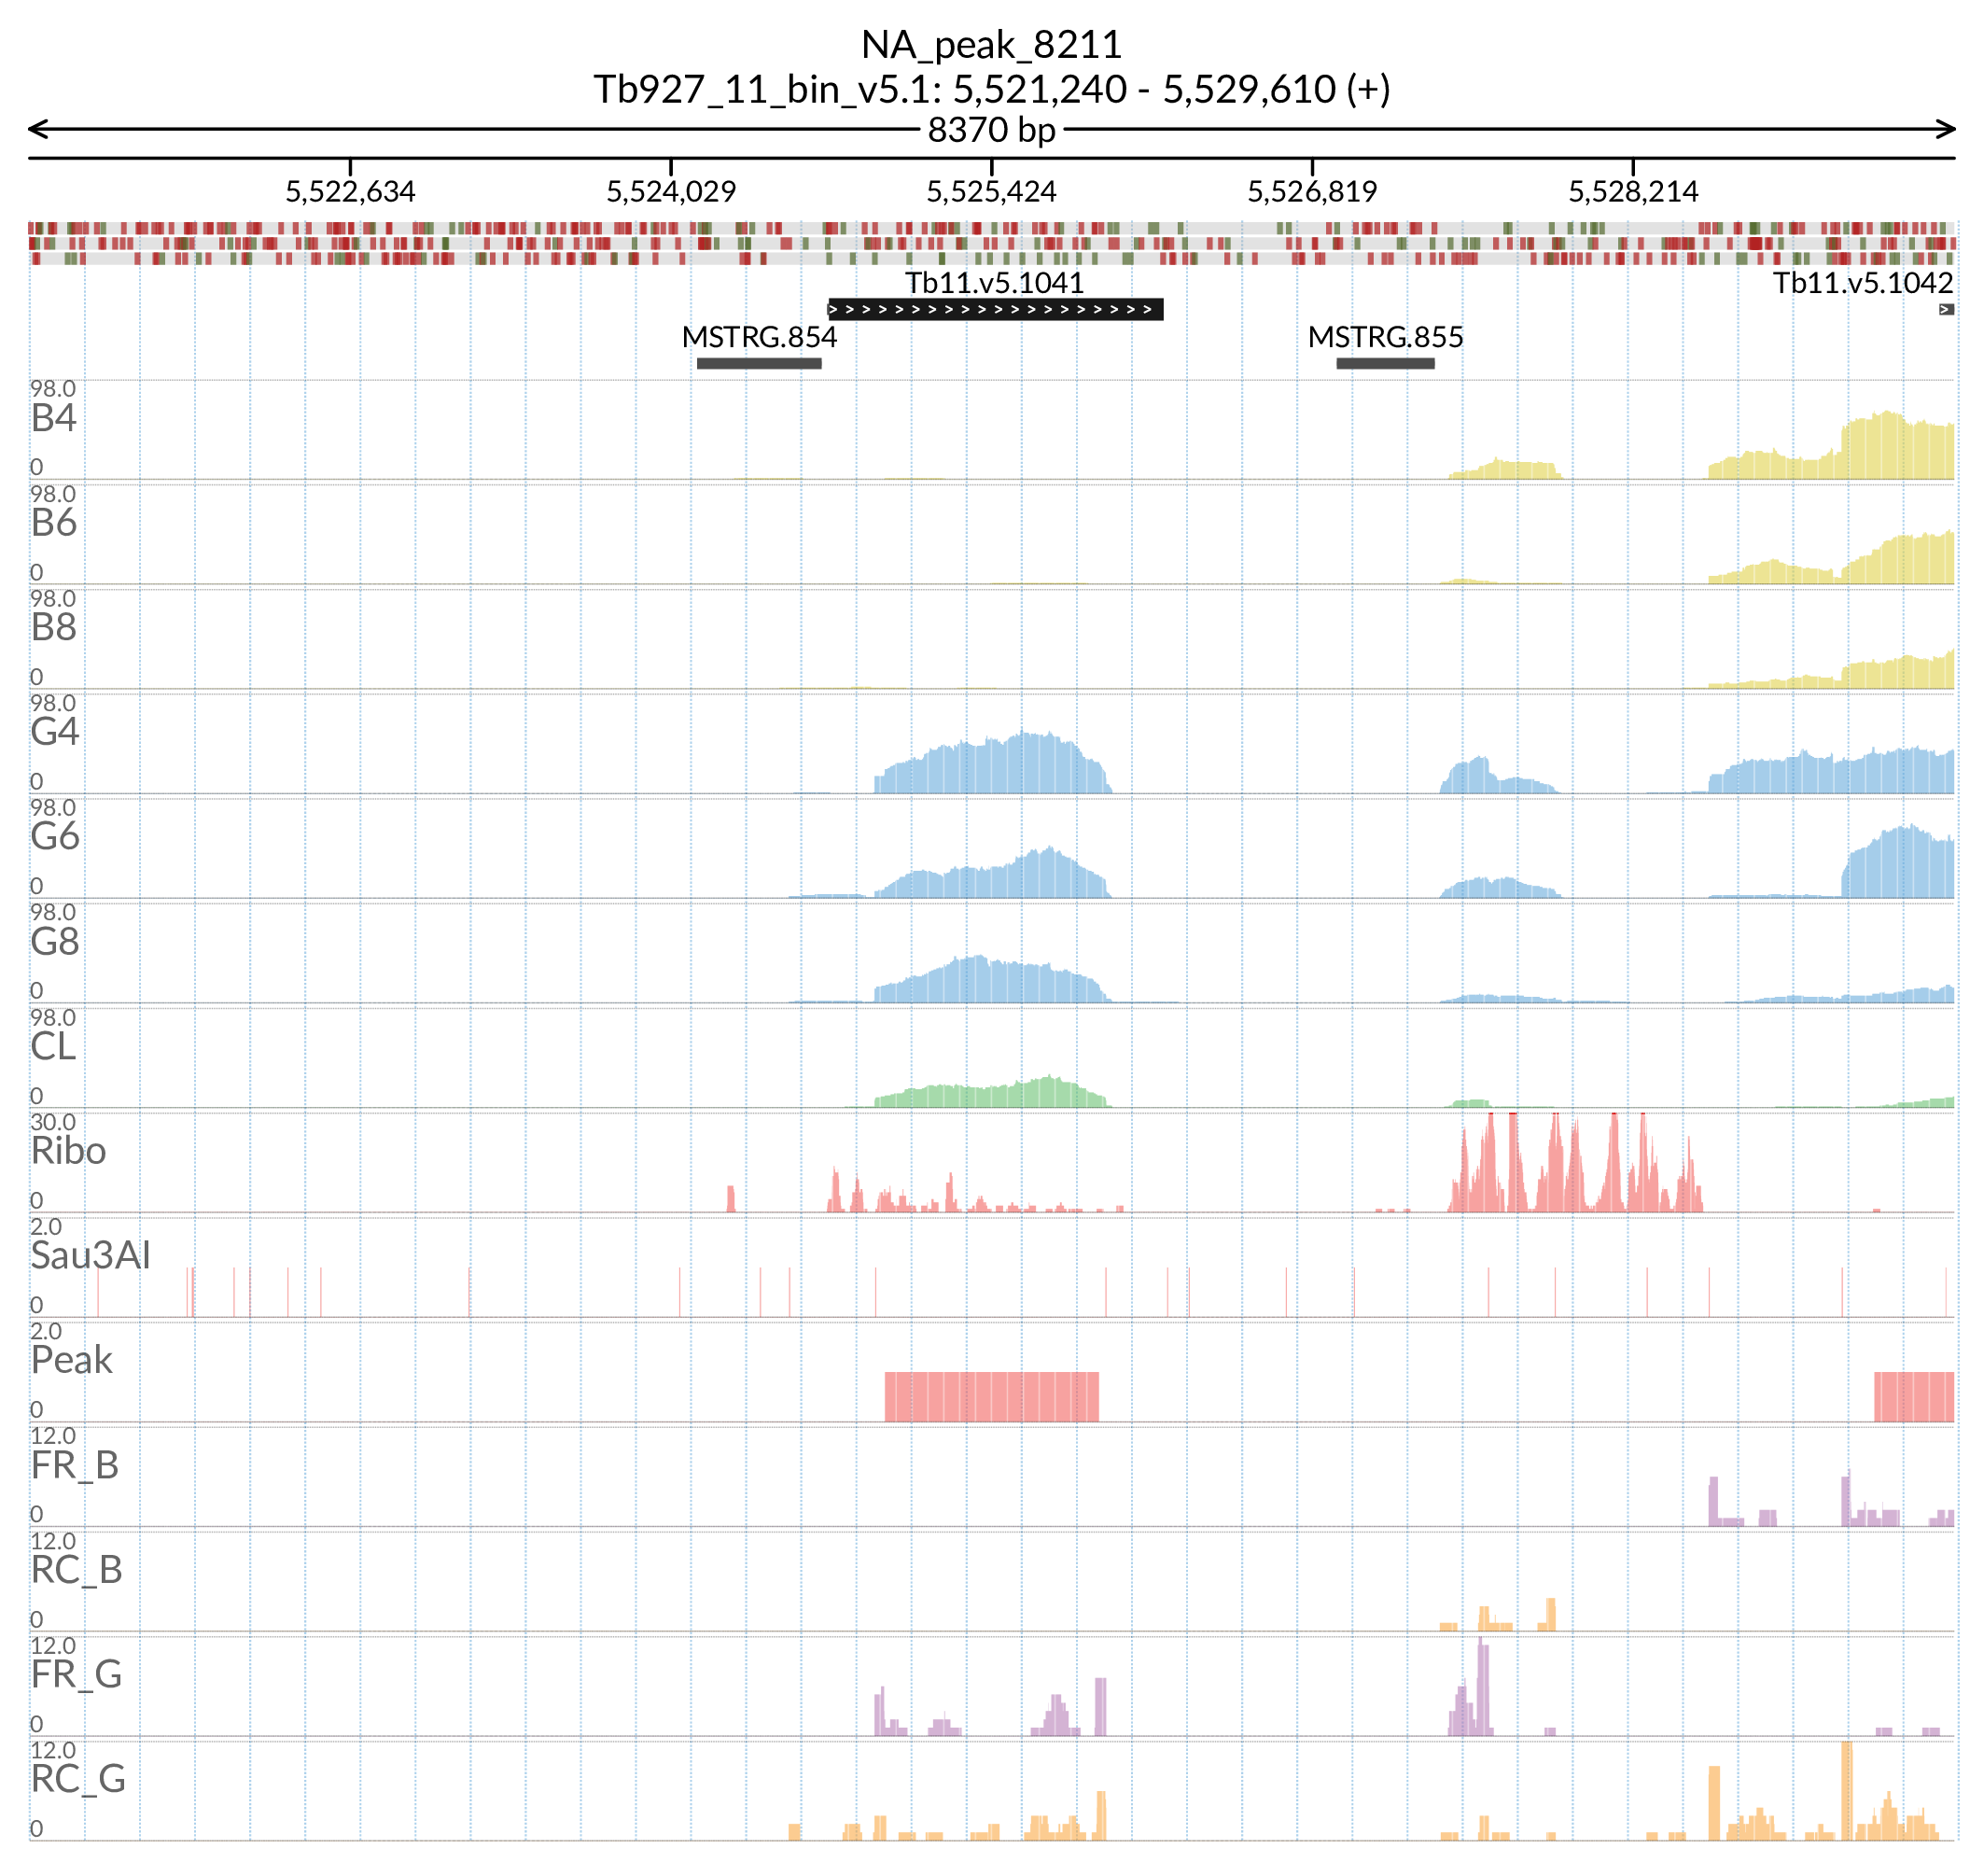 NA_peak_8211
Tb927_11_bin_v5.1: 5,521,240 - 5,529,610 (+)
8370 bp
5,522,634 5,524,029 5,525,424 5,526,819 5,528,214
Tb11.v5.1041 Tb11.v5.1042
MSTRG.854 MSTRG.855
98.0
B4
0
98.0
B6
0
98.0
B8
0
98.0
G4
0
98.0
G6
0
98.0
G8
0
98.0
CL
0
30.0
Ribo
0
2.0
Sau3AI
0
2.0
Peak
0
12.0
FR_B
0
12.0
RC_B
0
12.0
FR_G
0
12.0
RC_G
0